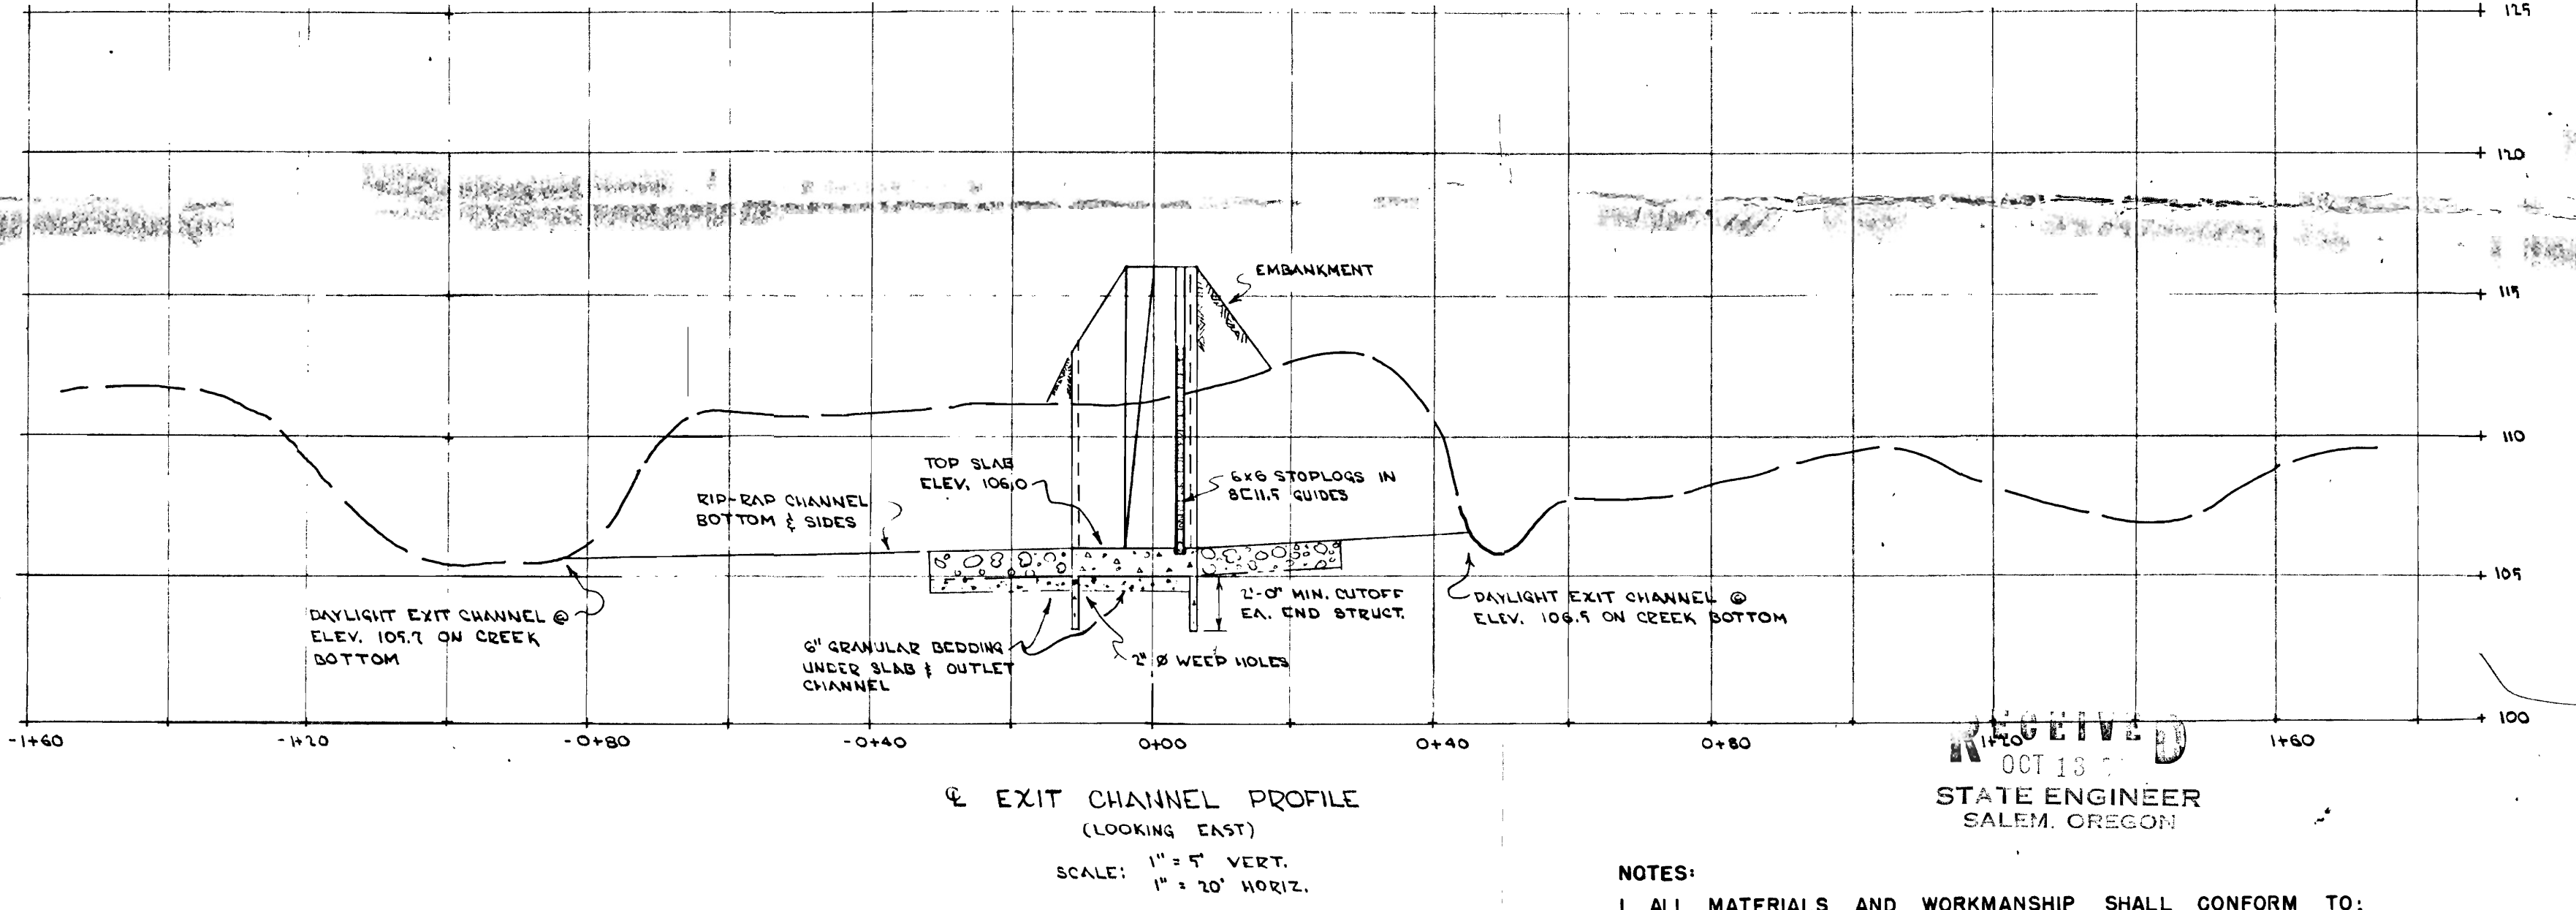 125
120
EMBANKMENT
115
110
TOP SLAB
ELEV. 106.0
6x6 STOPLOGS IN
8[11.5 GUIDES
RIP-RAP CHANNEL
BOTTOM & SIDES
105
DAYLIGHT EXIT CHANNEL @
ELEV. 105.7 ON CREEK
BOTTOM
2'-0" MIN. CUTOFF
EA. END STRUCT.
DAYLIGHT EXIT CHANNEL @
ELEV. 106.5 ON CREEK BOTTOM
6" GRANULAR BEDDING
UNDER SLAB & OUTLET
CHANNEL
2" Ø WEEP HOLES
100
-1+60 -1+20 -0+80 -0+40 0+00 0+40 0+80 1+20 1+60
RECEIVED
OCT 13
STATE ENGINEER
SALEM, OREGON
℄ EXIT CHANNEL PROFILE
(LOOKING EAST)
SCALE: 1" = 5' VERT.
1" = 20' HORIZ.
NOTES:
1. ALL MATERIALS AND WORKMANSHIP SHALL CONFORM TO: